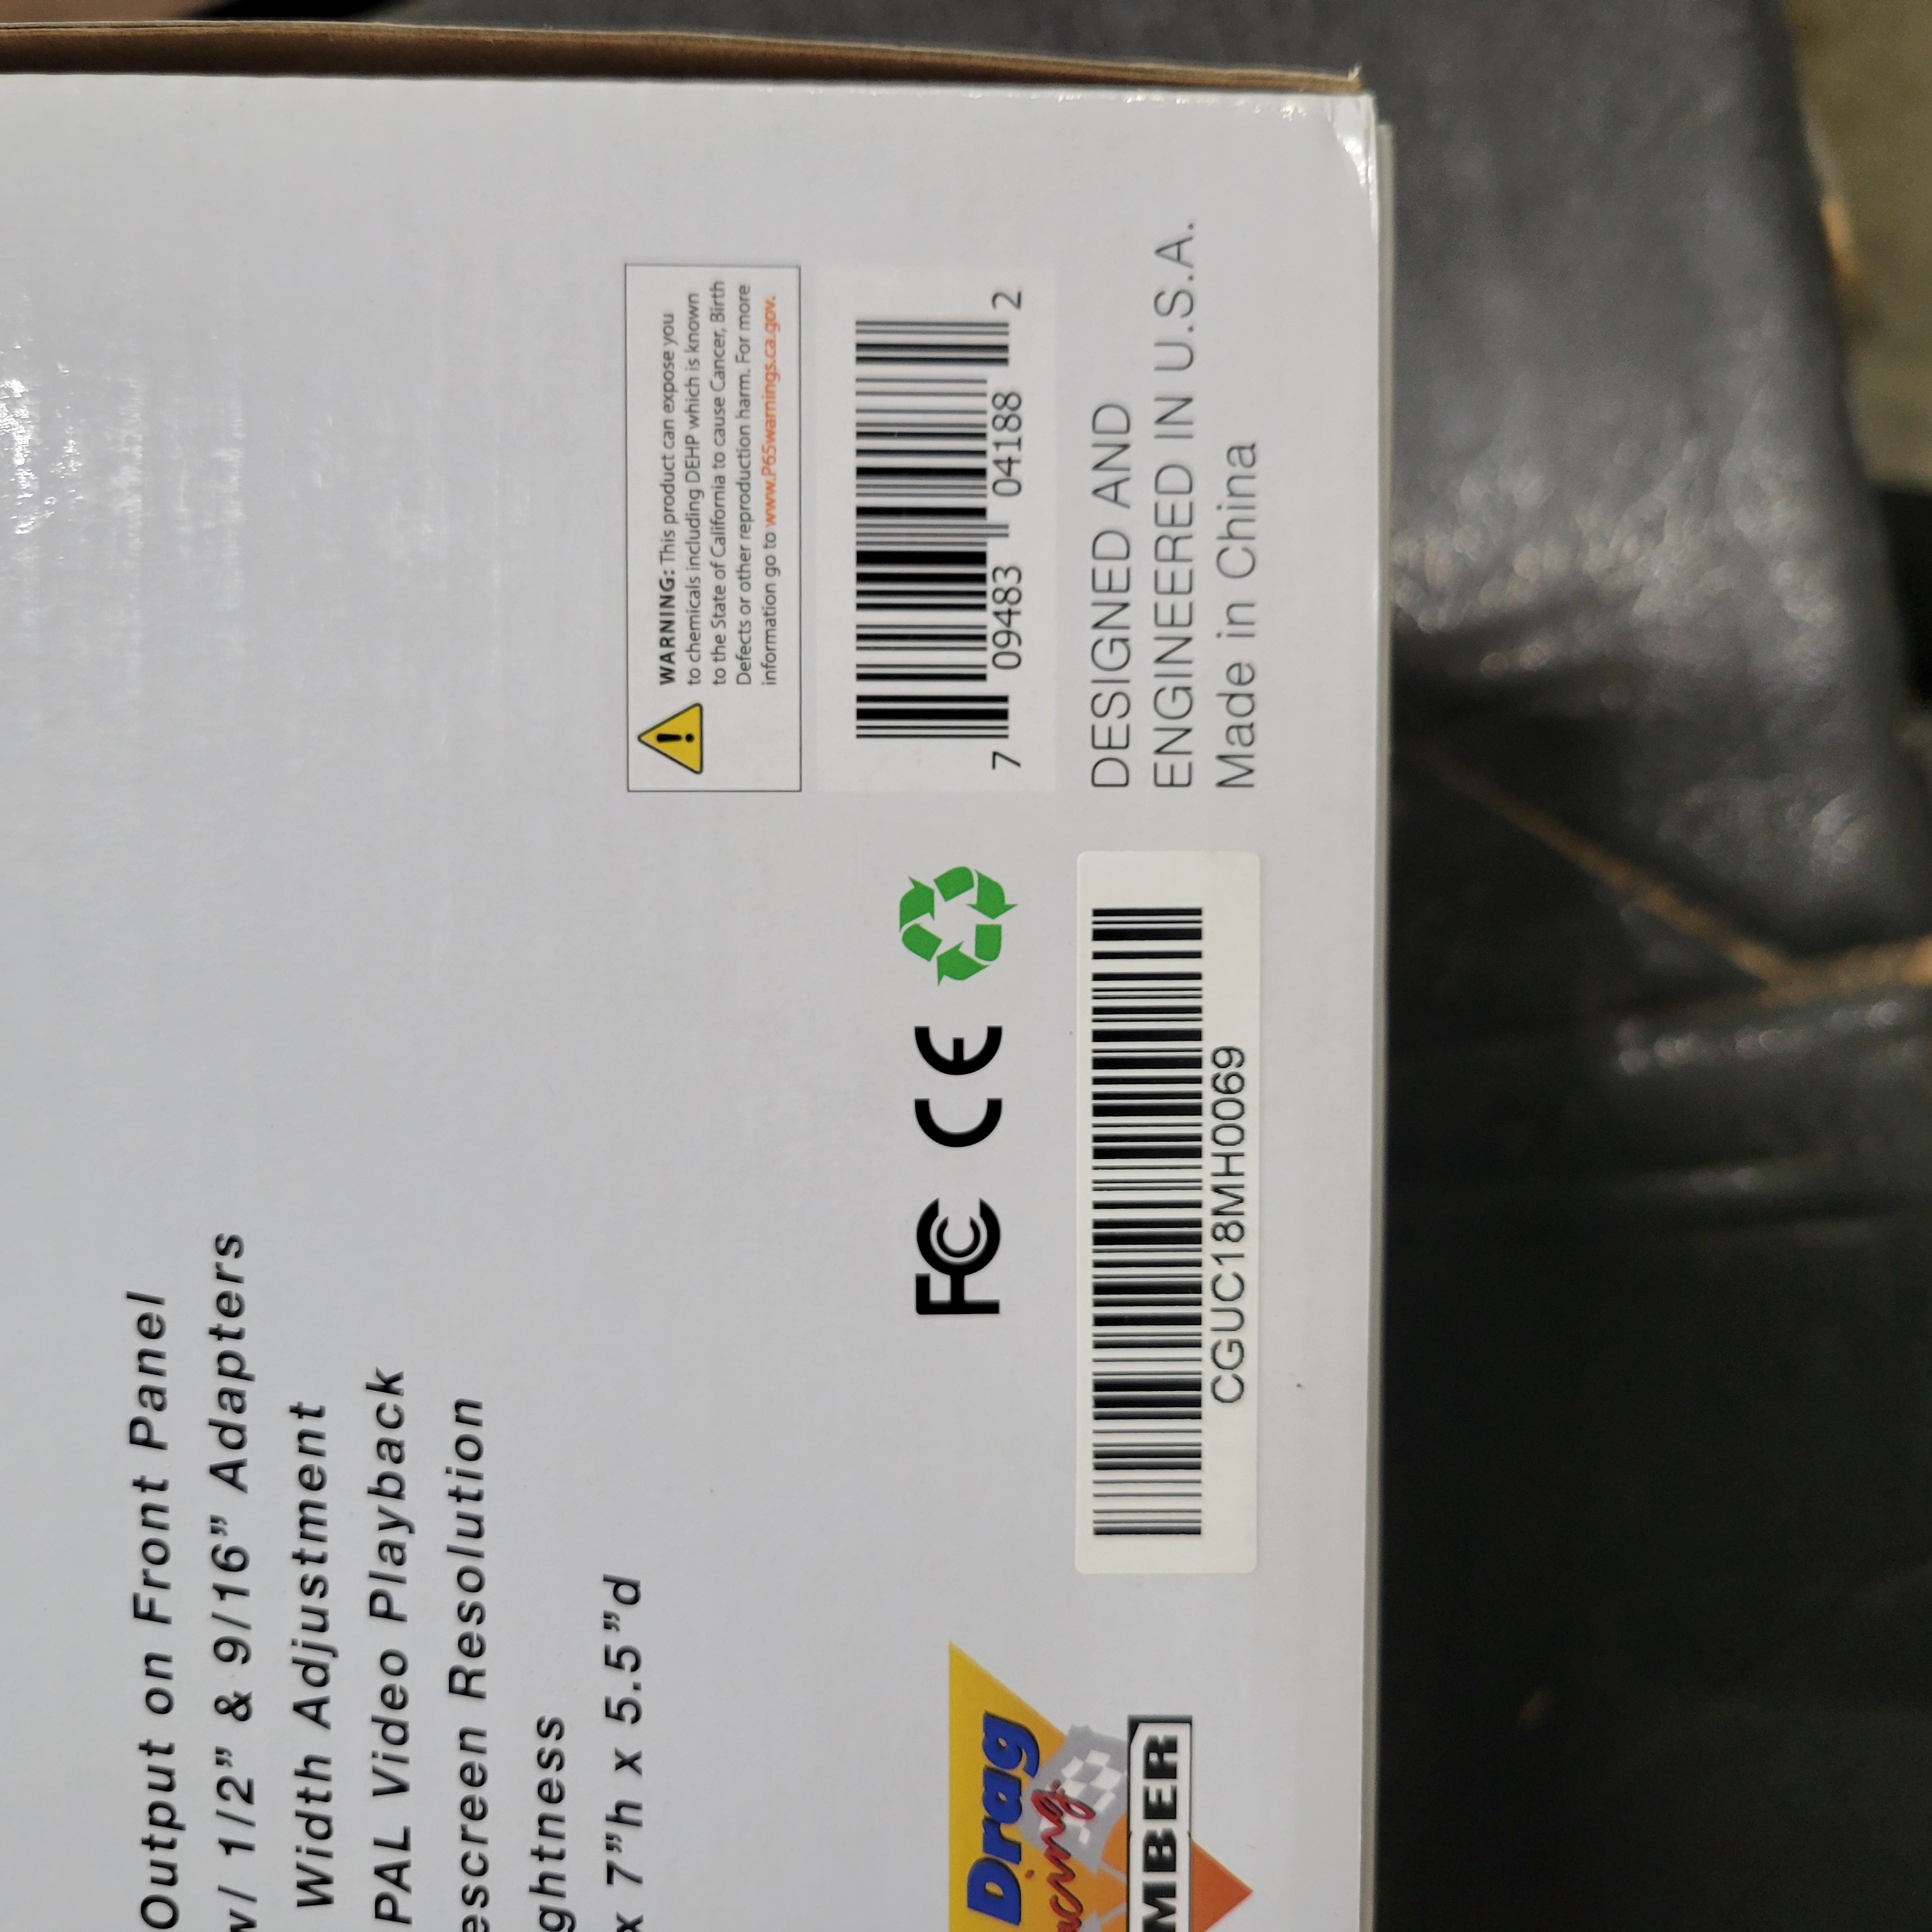 Output on Front Panel
w/ 1/2” & 9/16” Adapters
Width Adjustment
PAL Video Playback
escreen Resolution
ghtness
x 7”h x 5.5”d
WARNING: This product can expose you
to chemicals including DEHP which is known
to the State of California to cause Cancer, Birth
Defects or other reproduction harm. For more
information go to www.P65warnings.ca.gov.
7 09483 04188 2
FC CE
DESIGNED AND
ENGINEERED IN U.S.A.
Made in China
CGUC18MH0069
Drag
acing
MBER